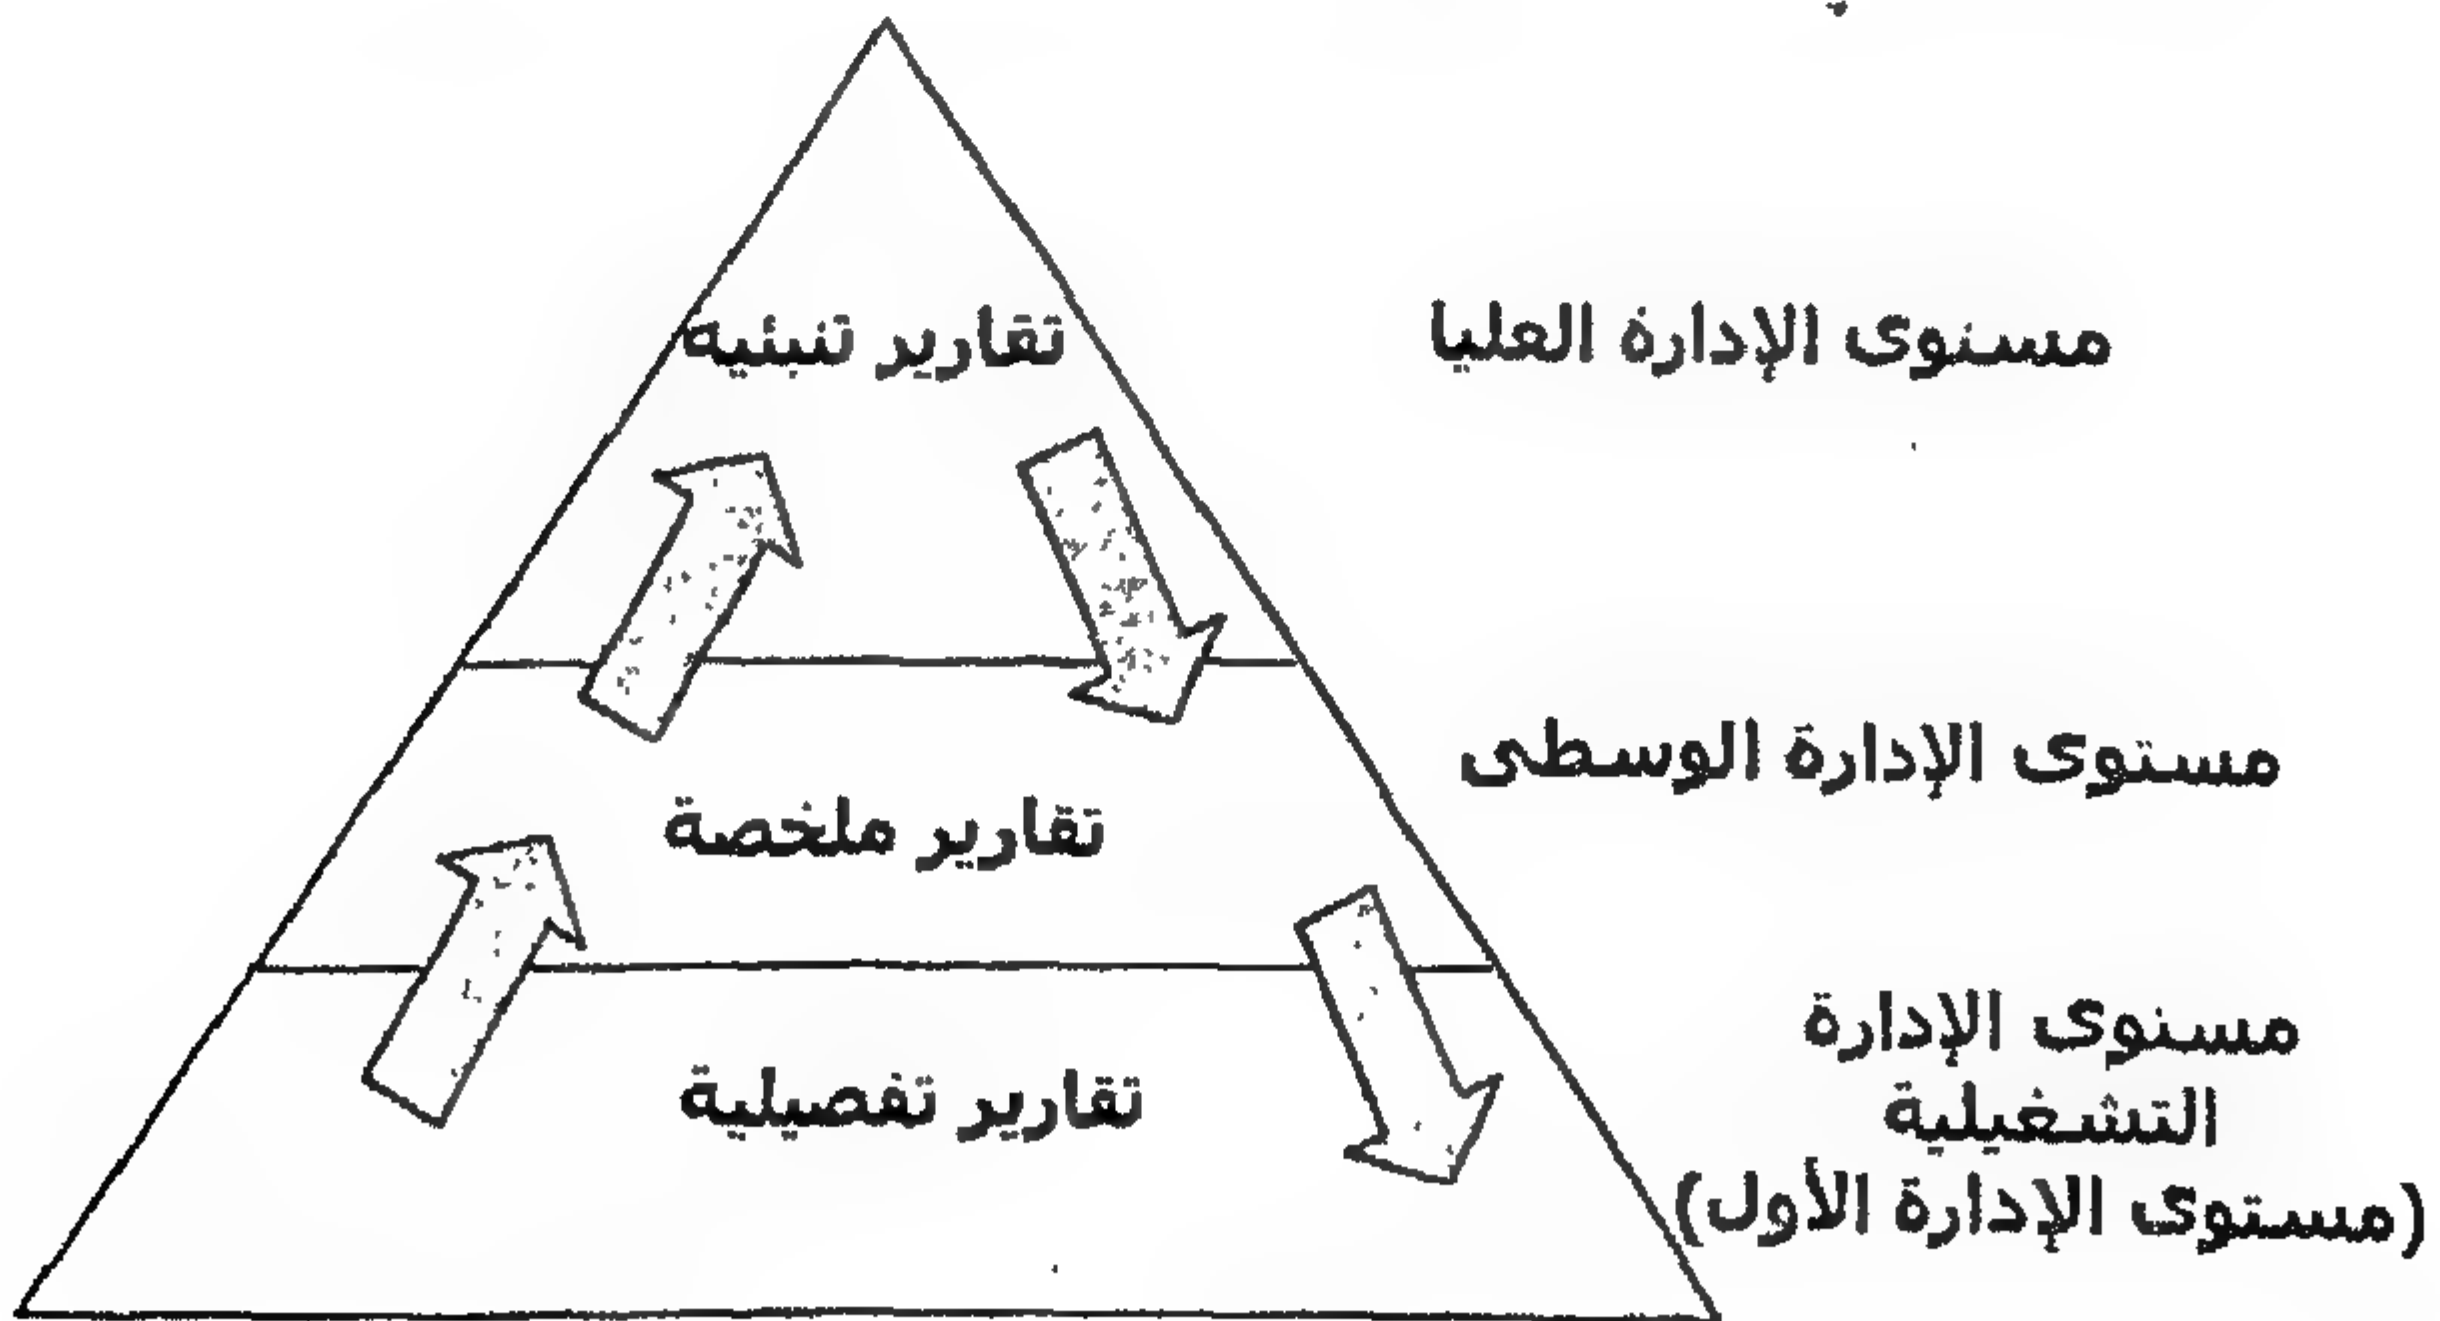 تقارير تنبئية
مستوى الإدارة العليا
مستوى الإدارة الوسطى
تقارير ملخصة
مستوى الإدارة
التشغيلية
(مستوى الإدارة الأول)
تقارير تفصيلية